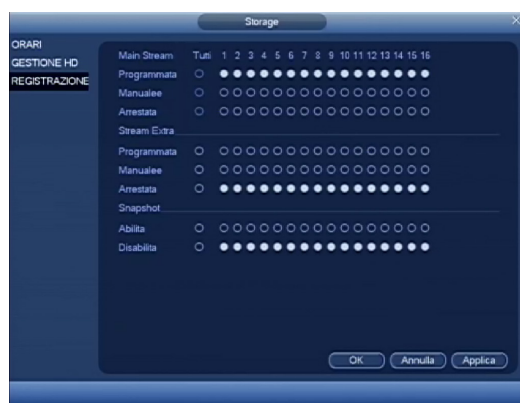 Storage
ORARI
GESTIONE HD
REGISTRAZIONE
Main Stream Tutti 1 2 3 4 5 6 7 8 9 10 11 12 13 14 15 16
Programmata
Manualee
Arrestata
Stream Extra
Programmata
Manualee
Arrestata
Snapshot
Abilita
Disabilita
OK Annulla Applica